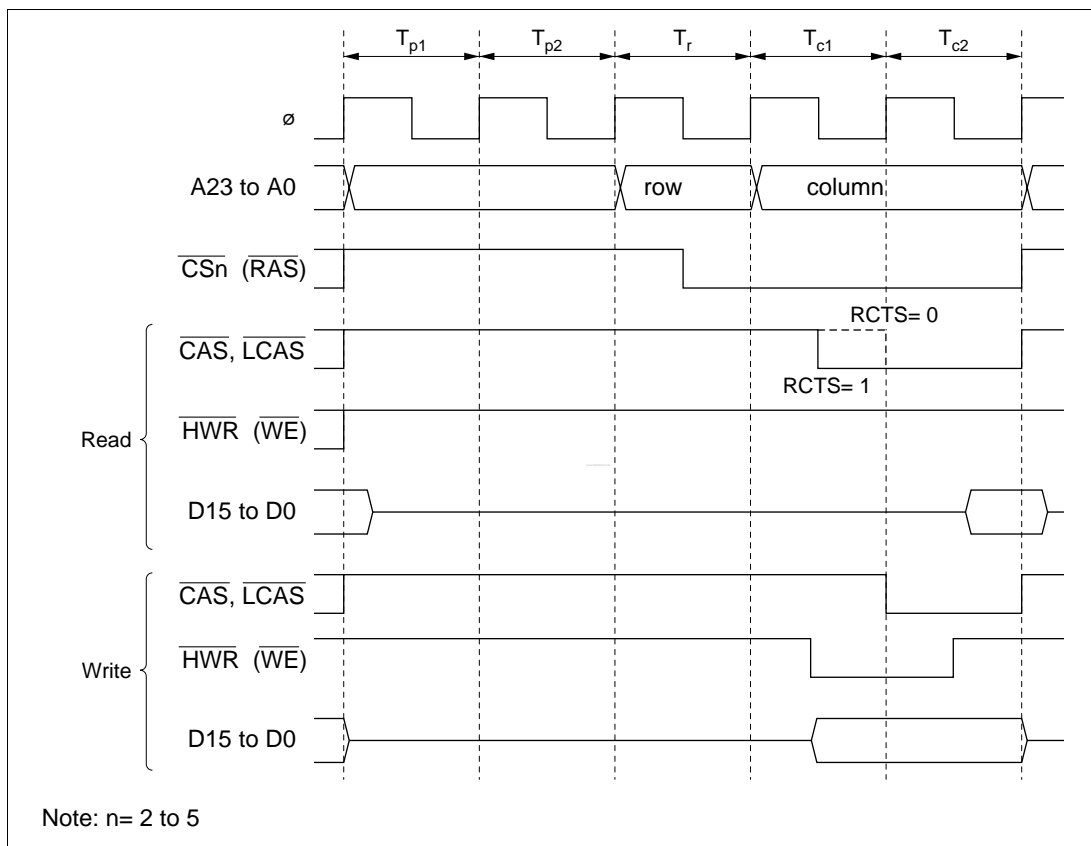 Tp1 Tp2 Tr Tc1 Tc2
ø
A23 to A0 row column
CSn (RAS)
RCTS= 0
CAS, LCAS
RCTS= 1
HWR (WE)
Read
D15 to D0
CAS, LCAS
HWR (WE)
Write
D15 to D0
Note: n= 2 to 5